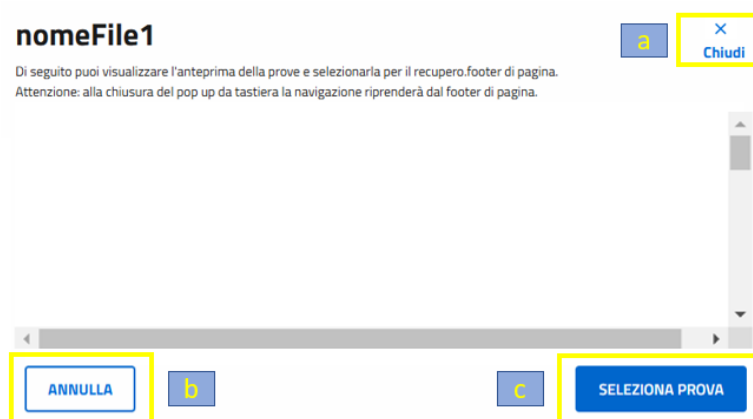 nomeFile1
a
×
Chiudi
Di seguito puoi visualizzare l'anteprima della prove e selezionarla per il recupero.footer di pagina.
Attenzione: alla chiusura del pop up da tastiera la navigazione riprenderà dal footer di pagina.
ANNULLA
b
c
SELEZIONA PROVA